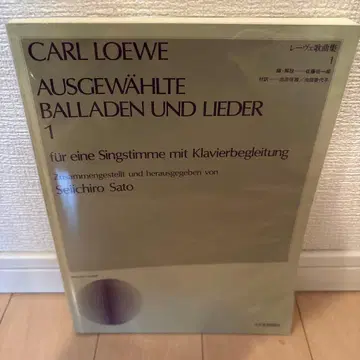 CARL LOEWE
レーヴェ歌曲集
1
AUSGEWÄHLTE
BALLADEN UND LIEDER
1
für eine Singstimme mit Klavierbegleitung
Zusammengestellt und herausgegeben von
Seiichiro Sato